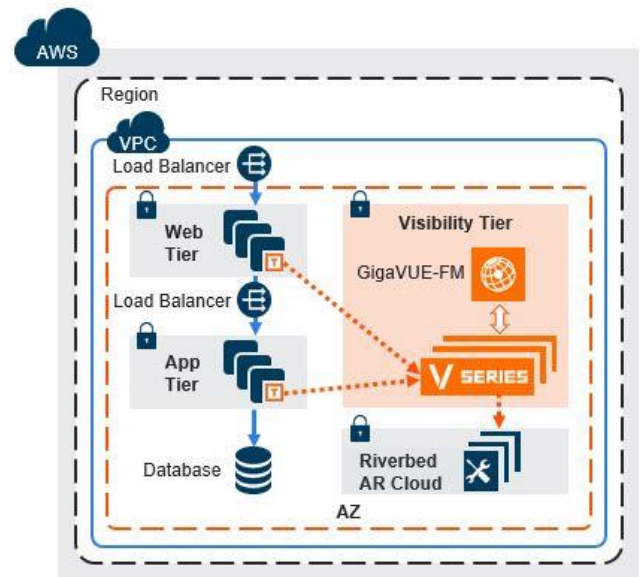 AWS
Region
VPC
Load Balancer
Web
Tier
T
Load Balancer
App
Tier
T
Database
Visibility Tier
GigaVUE-FM
V SERIES
Riverbed
AR Cloud
AZ